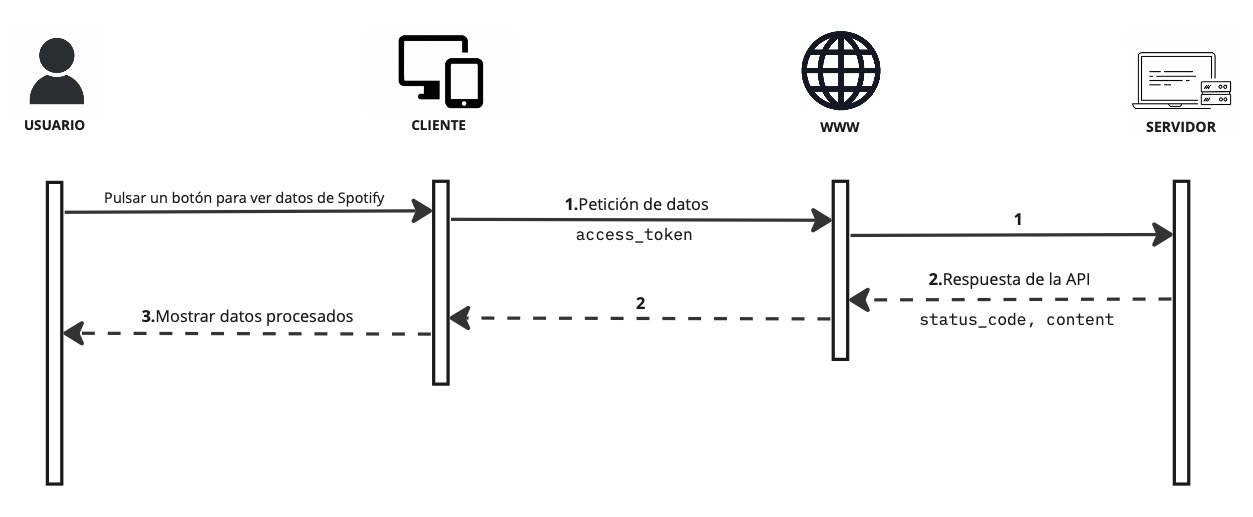 USUARIO
CLIENTE
WWW
SERVIDOR
Pulsar un botón para ver datos de Spotify
1.Petición de datos
access_token
1
2.Respuesta de la API
status_code, content
2
3.Mostrar datos procesados